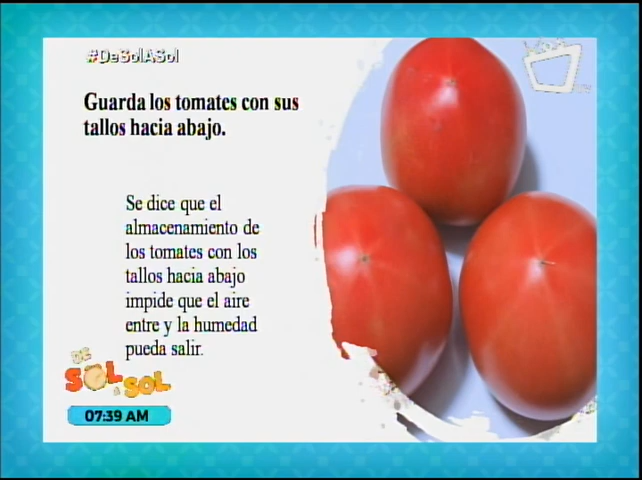 #DeSolASol
Guarda los tomates con sus
tallos hacia abajo.
Se dice que el
almacenamiento de
los tomates con los
tallos hacia abajo
impide que el aire
entre y la humedad
pueda salir.
DE
SOL
A SOL
07:39 AM